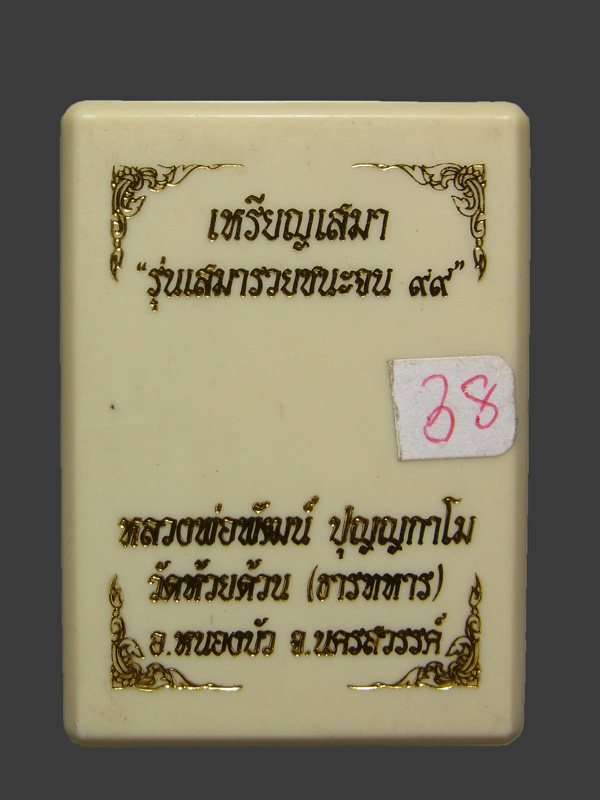 เหรียญเสมา
"รุ่นเสมารวยชนะจน ๙๙"
38
หลวงพ่อพัฒน์ ปุญฺญกาโม
วัดห้วยด้วน (ธารทหาร)
อ.หนองบัว จ.นครสวรรค์